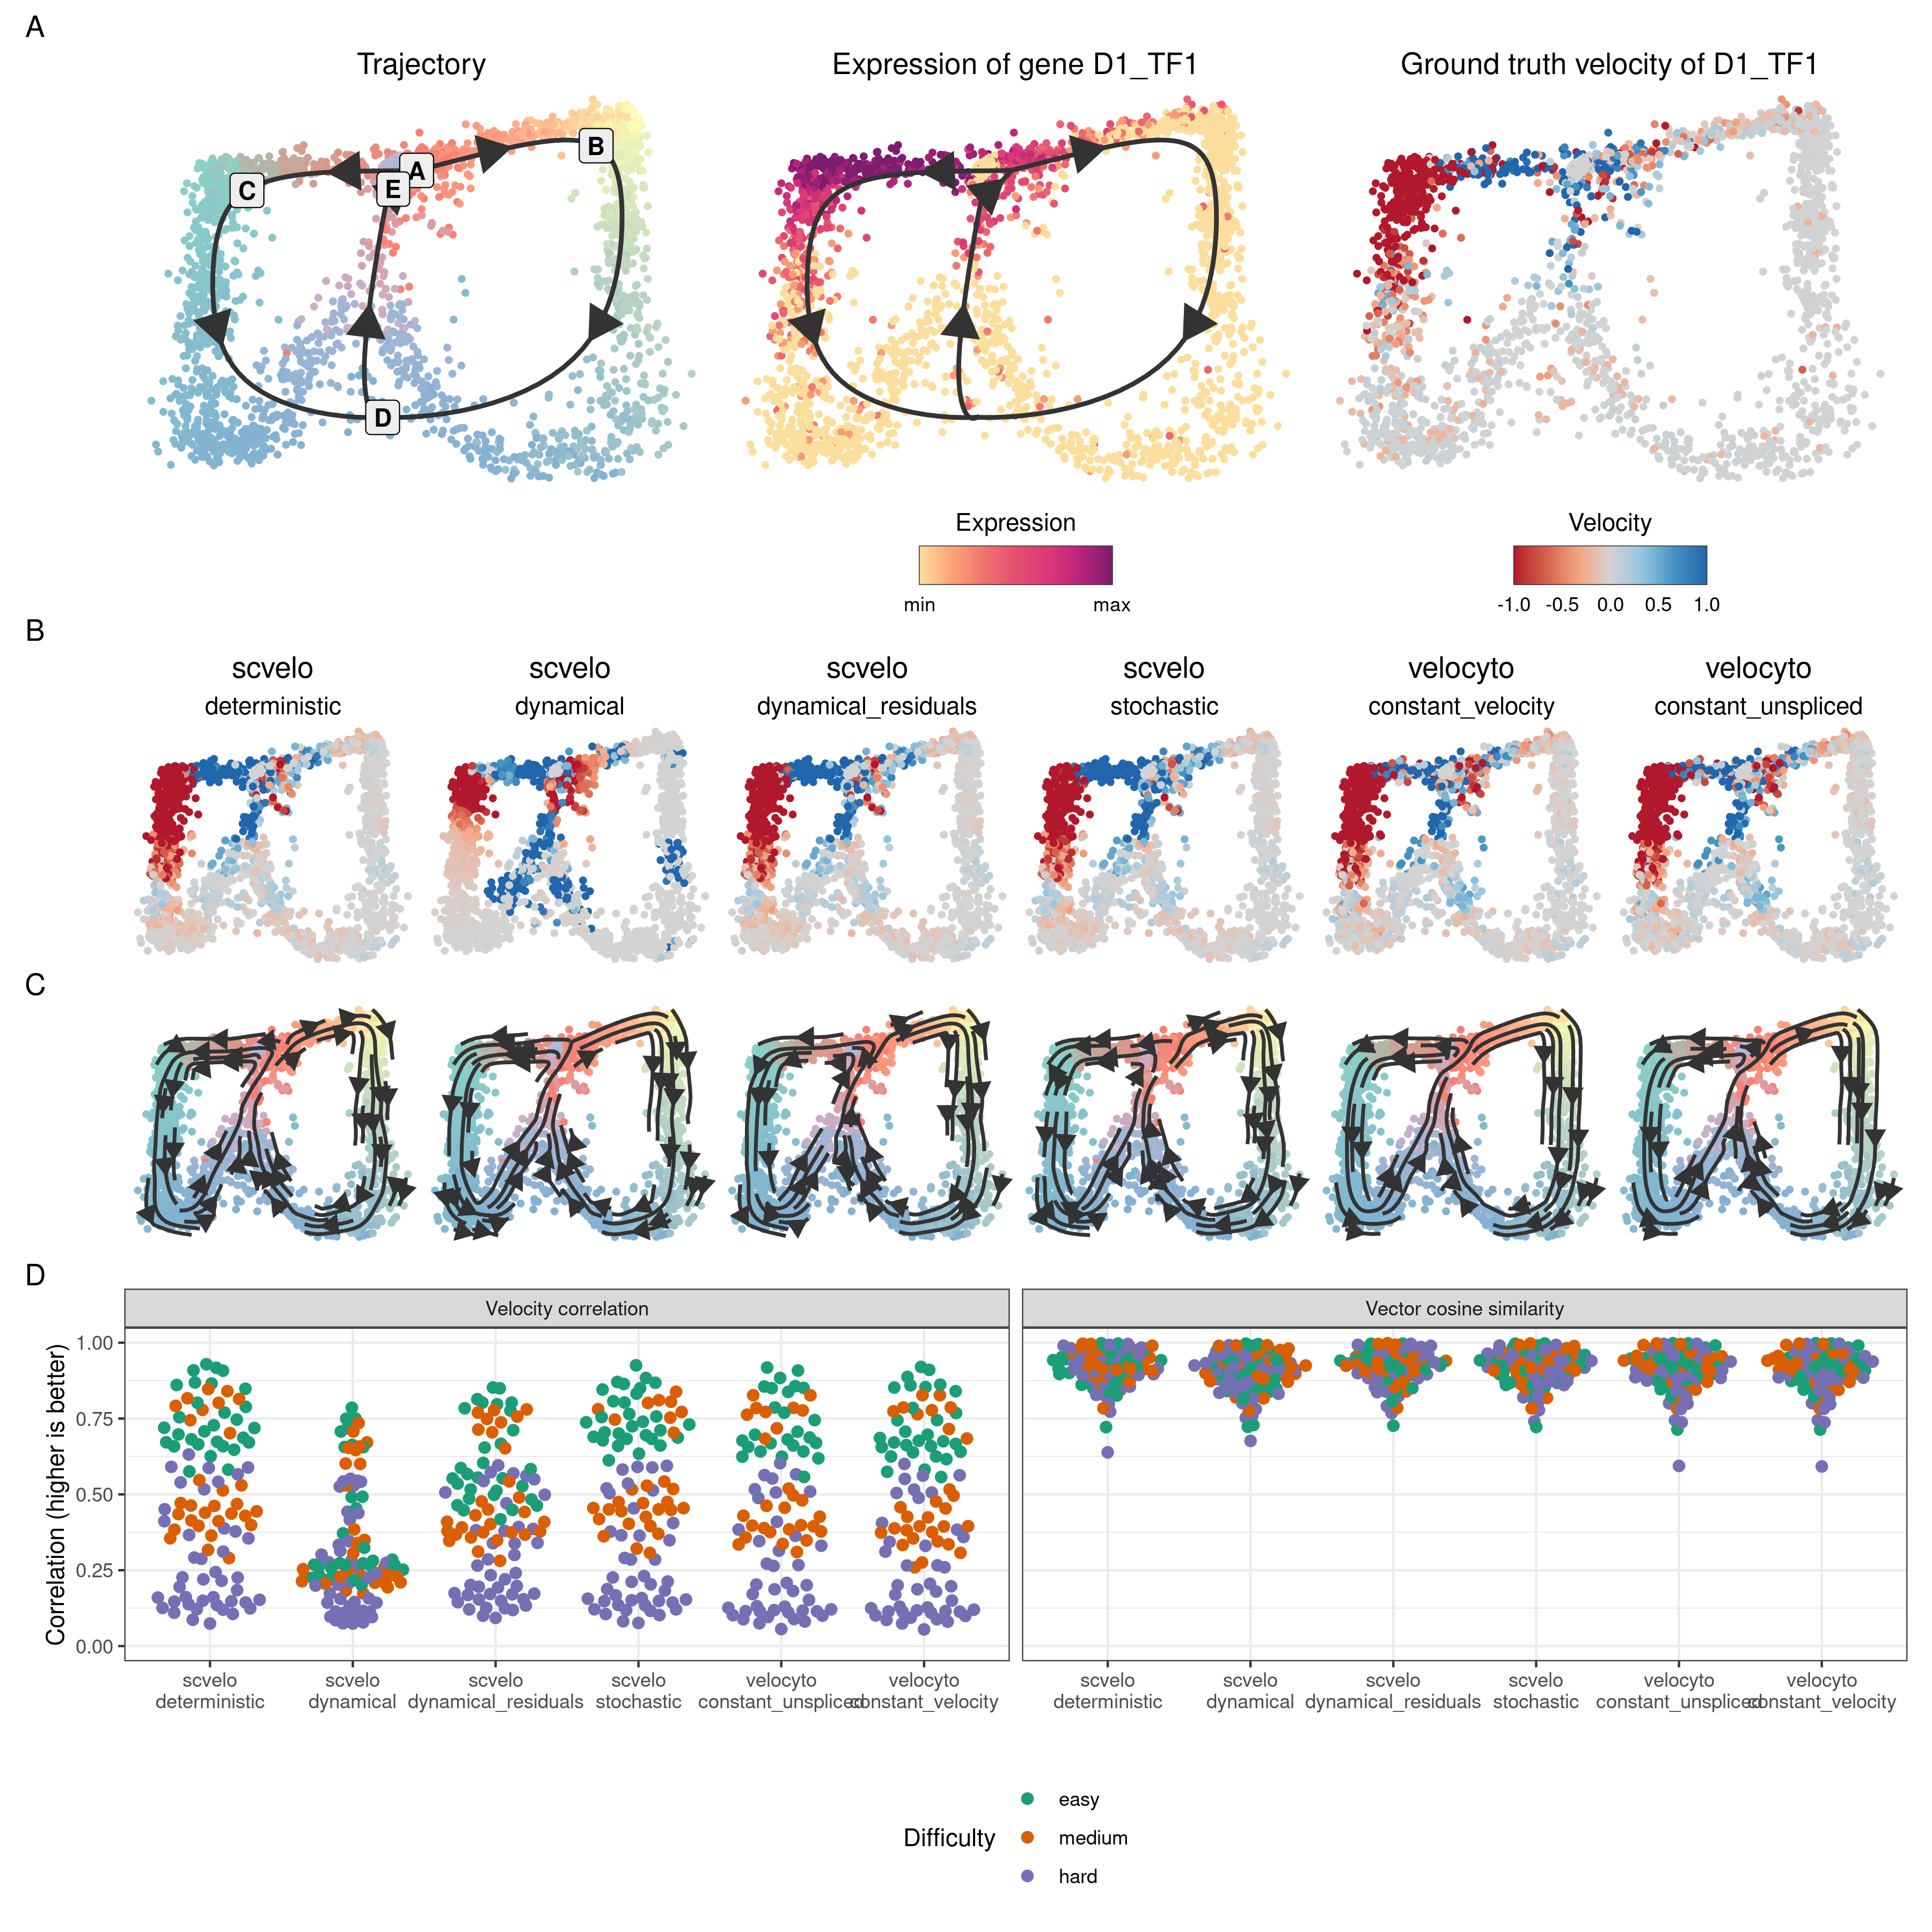 A
Trajectory
Expression of gene D1_TF1
Ground truth velocity of D1_TF1
B
A
C
E
D
Expression
min
max
Velocity
-1.0
-0.5
0.0
0.5
1.0
B
scvelo
deterministic
scvelo
dynamical
scvelo
dynamical_residuals
scvelo
stochastic
velocyto
constant_velocity
velocyto
constant_unspliced
C
D
Velocity correlation
Vector cosine similarity
Correlation (higher is better)
1.00
0.75
0.50
0.25
0.00
scvelo
deterministic
scvelo
dynamical
scvelo
dynamical_residuals
scvelo
stochastic
velocyto
constant_unspliced
velocyto
constant_velocity
scvelo
deterministic
scvelo
dynamical
scvelo
dynamical_residuals
scvelo
stochastic
velocyto
constant_unspliced
velocyto
constant_velocity
Difficulty
easy
medium
hard